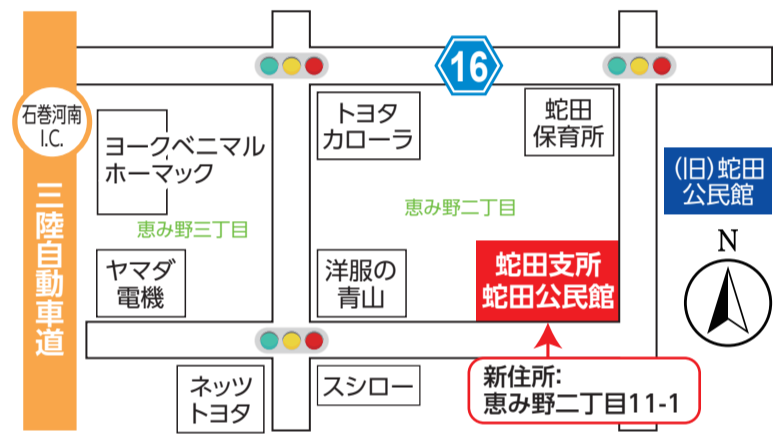 石巻河南
I.C.
三陸自動車道
16
ヨークベニマル
ホーマック
トヨタ
カローラ
蛇田
保育所
(旧)蛇田
公民館
恵み野三丁目
恵み野二丁目
ヤマダ
電機
洋服の
青山
蛇田支所
蛇田公民館
N
ネッツ
トヨタ
スシロー
新住所:
恵み野二丁目11-1